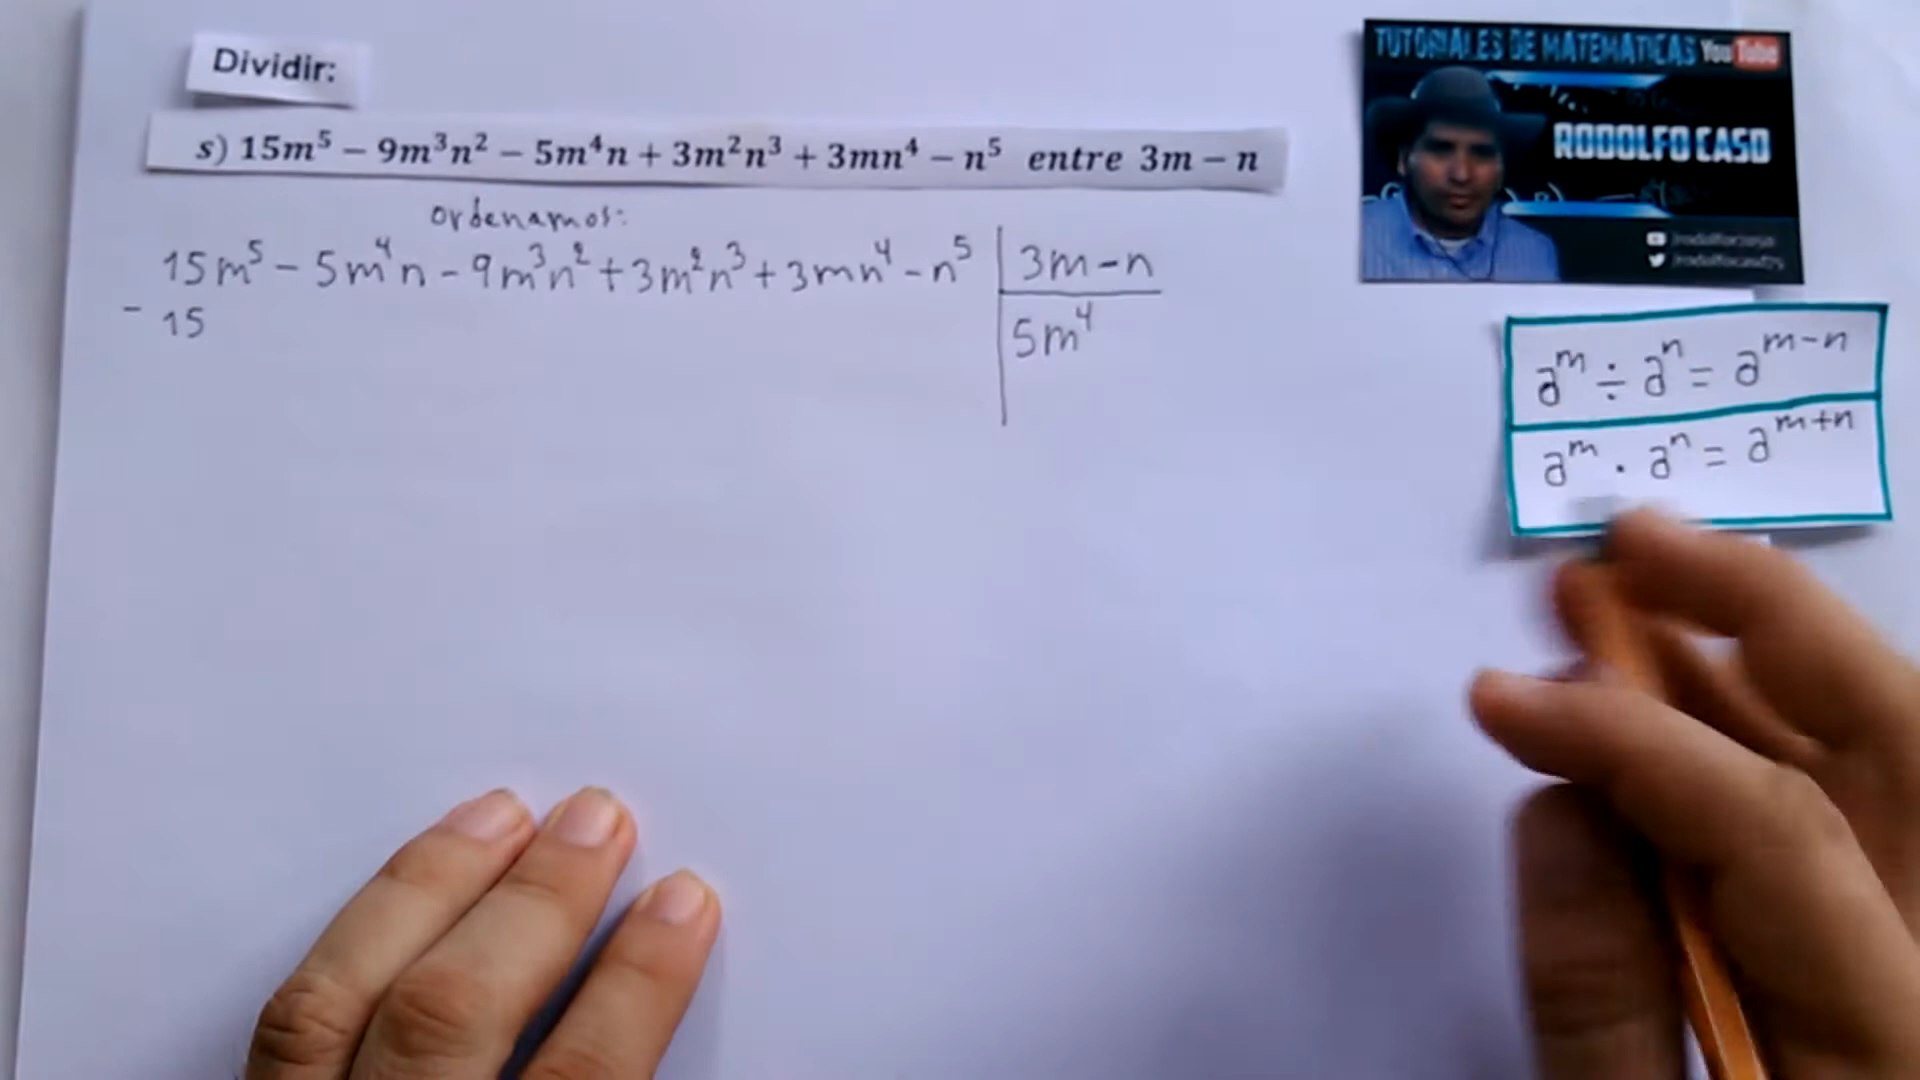 Dividir:
s) 15m⁵ − 9m³n² − 5m⁴n + 3m²n³ + 3mn⁴ − n⁵ entre 3m − n
ordenamos:
15m⁵ − 5m⁴n − 9m³n² + 3m²n³ + 3mn⁴ − n⁵ | 3m − n
− 15
5m⁴
TUTORIALES DE MATEMATICAS YouTube
RODOLFO CASO
aᵐ ÷ aⁿ = aᵐ⁻ⁿ
aᵐ · aⁿ = aᵐ⁺ⁿ